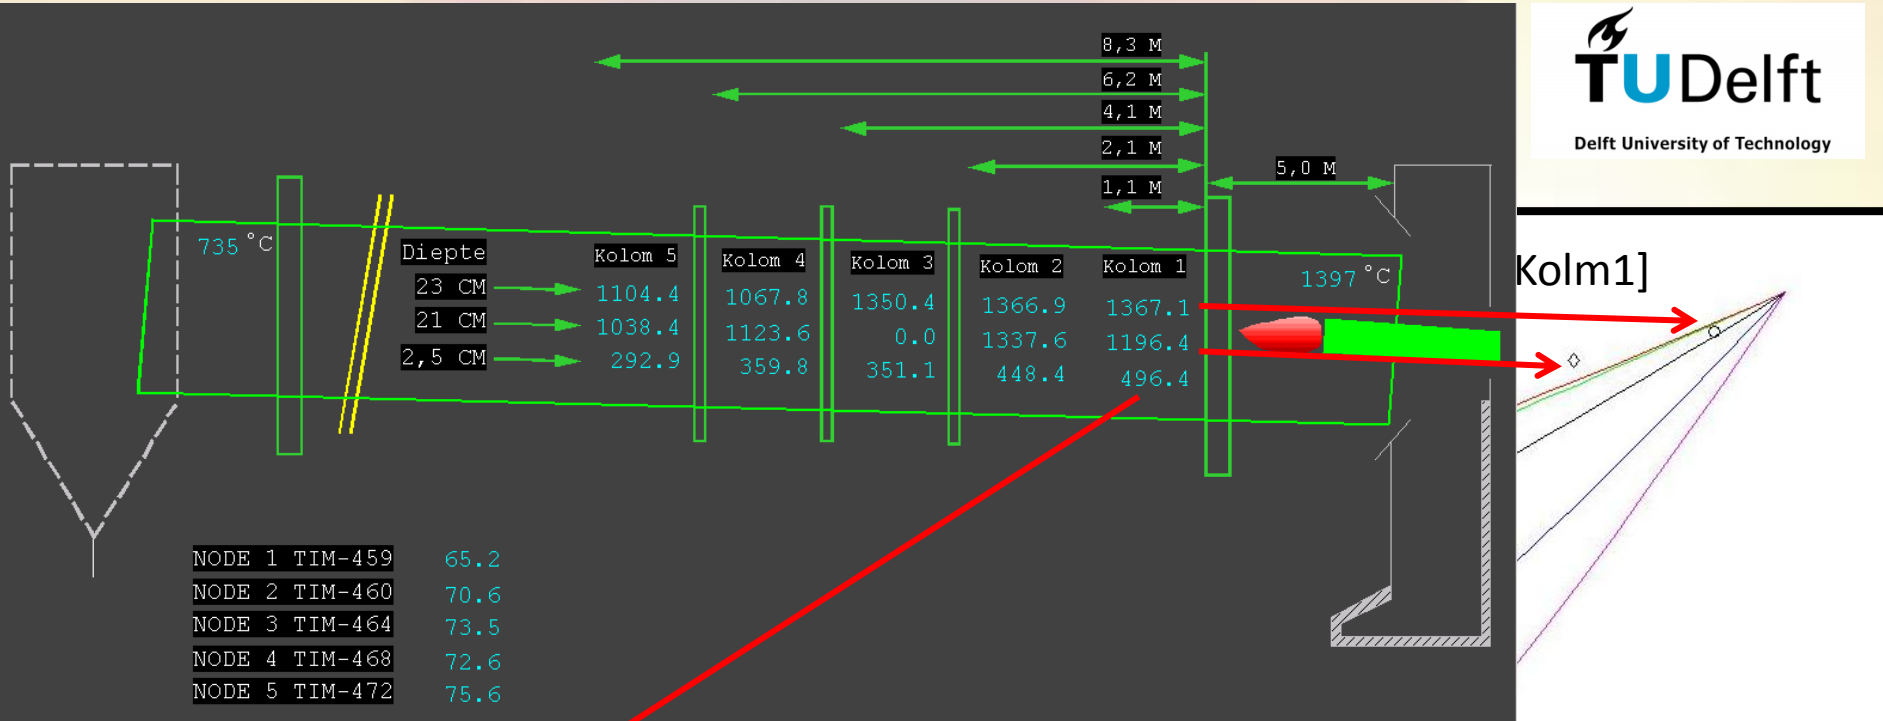 8,3 M
6,2 M
4,1 M
2,1 M
1,1 M
5,0 M
TUDelft
Delft University of Technology
735 °C
Diepte
23 CM
21 CM
2,5 CM
Kolom 5
1104.4
1038.4
292.9
Kolom 4
1067.8
1123.6
359.8
Kolom 3
1350.4
0.0
351.1
Kolom 2
1366.9
1337.6
448.4
Kolom 1
1367.1
1196.4
496.4
1397 °C
Kolm1]
NODE 1 TIM-459 65.2
NODE 2 TIM-460 70.6
NODE 3 TIM-464 73.5
NODE 4 TIM-468 72.6
NODE 5 TIM-472 75.6